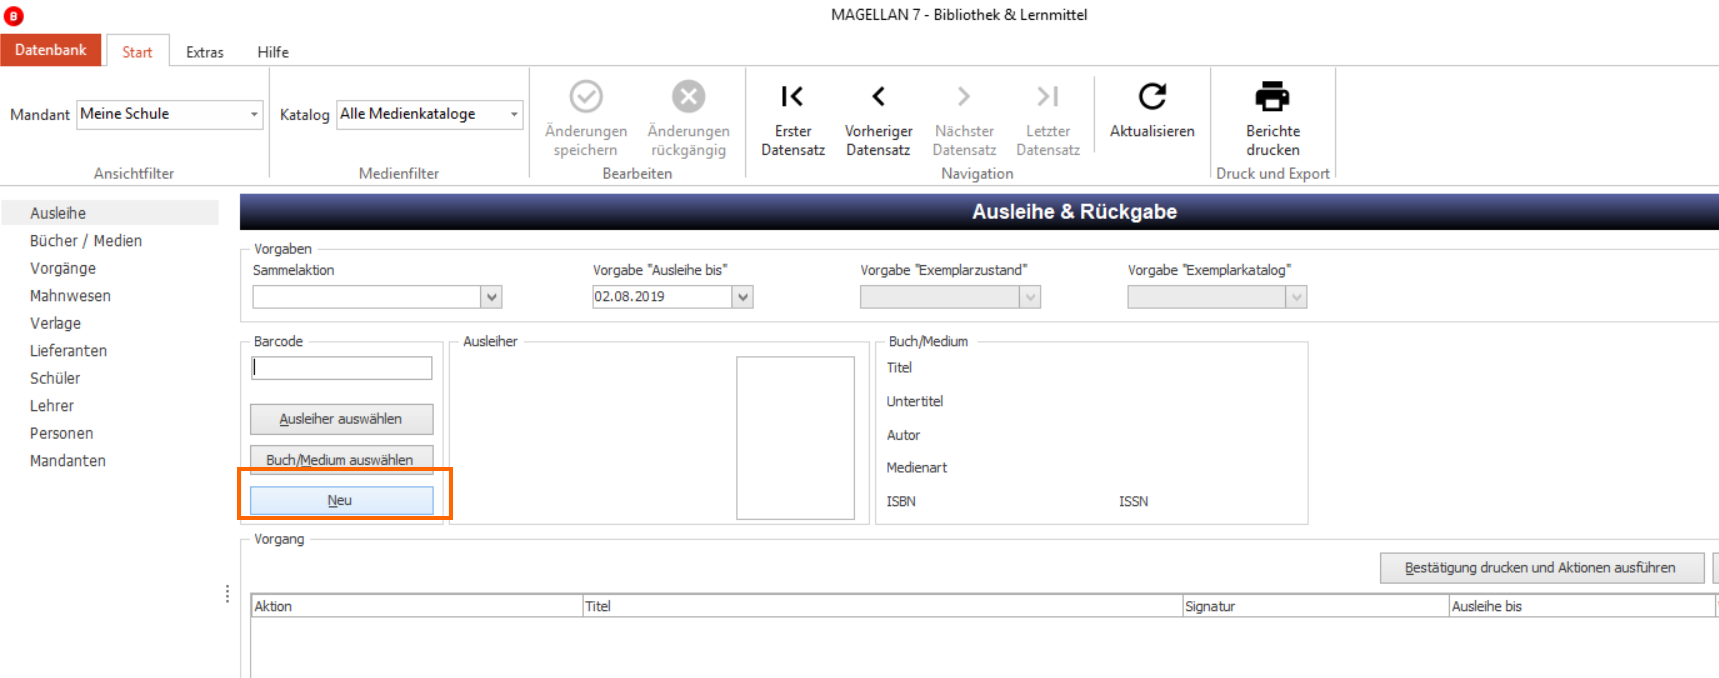 B
MAGELLAN 7 - Bibliothek & Lernmittel
Datenbank Start Extras Hilfe
Mandant Meine Schule
Ansichtfilter
Katalog Alle Medienkataloge
Medienfilter
Änderungen speichern
Änderungen rückgängig
Bearbeiten
Erster Datensatz
Vorheriger Datensatz
Nächster Datensatz
Letzter Datensatz
Aktualisieren
Navigation
Berichte drucken
Druck und Export
Ausleihe
Bücher / Medien
Vorgänge
Mahnwesen
Verlage
Lieferanten
Schüler
Lehrer
Personen
Mandanten
Ausleihe & Rückgabe
Vorgaben
Sammelaktion
Vorgabe "Ausleihe bis"
02.08.2019
Vorgabe "Exemplarzustand"
Vorgabe "Exemplarkatalog"
Barcode
Ausleiher auswählen
Buch/Medium auswählen
Neu
Ausleiher
Buch/Medium
Titel
Untertitel
Autor
Medienart
ISBN ISSN
Vorgang
Bestätigung drucken und Aktionen ausführen
Aktion Titel Signatur Ausleihe bis